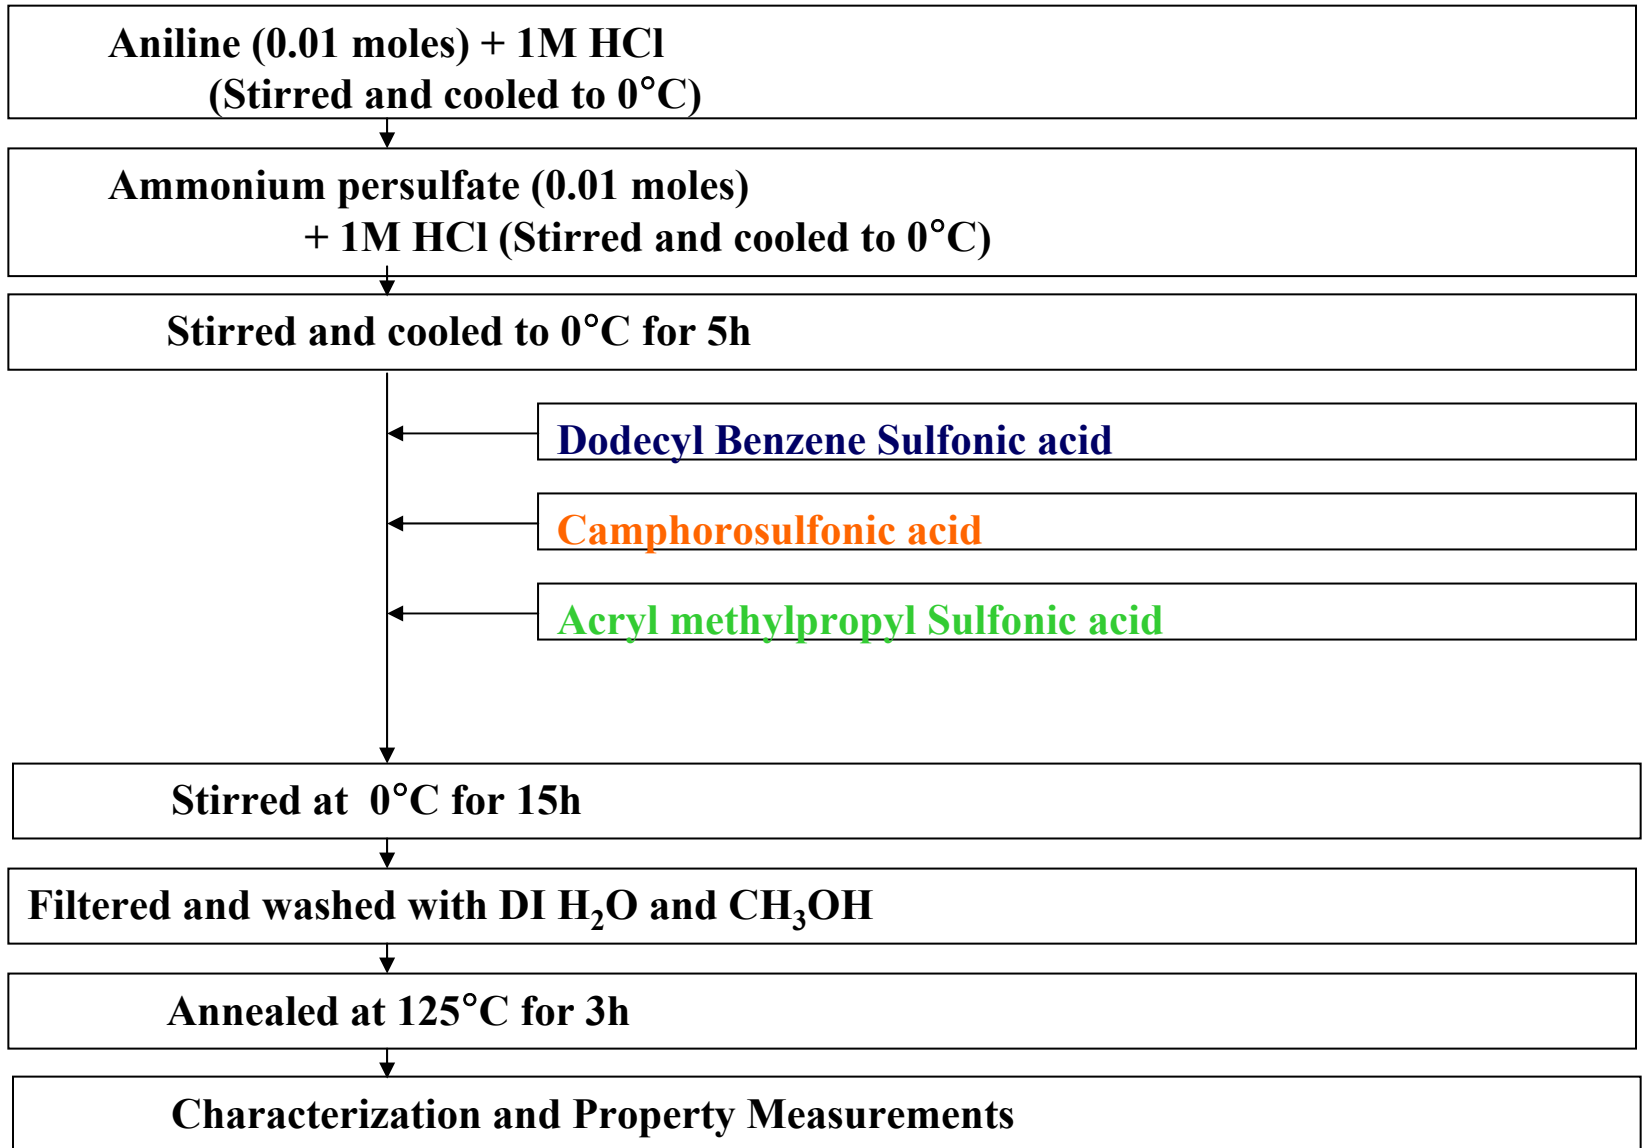 Aniline (0.01 moles) + 1M HCl
(Stirred and cooled to 0°C)
Ammonium persulfate (0.01 moles)
+ 1M HCl (Stirred and cooled to 0°C)
Stirred and cooled to 0°C for 5h
Dodecyl Benzene Sulfonic acid
Camphorosulfonic acid
Acryl methylpropyl Sulfonic acid
Stirred at 0°C for 15h
Filtered and washed with DI H₂O and CH₃OH
Annealed at 125°C for 3h
Characterization and Property Measurements